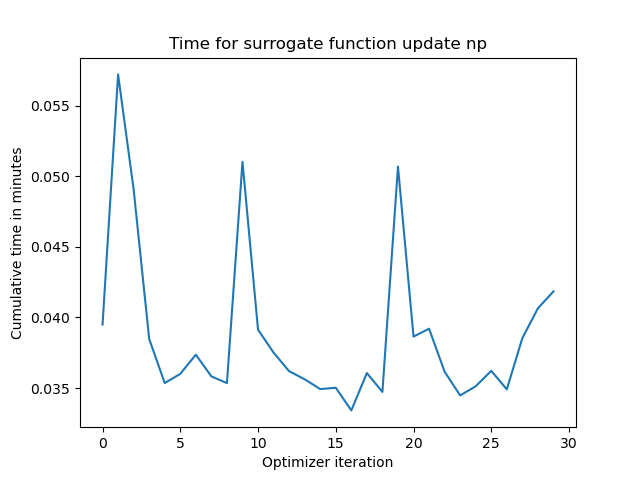 Time for surrogate function update np
Cumulative time in minutes
0.055
0.050
0.045
0.040
0.035
0 5 10 15 20 25 30
Optimizer iteration